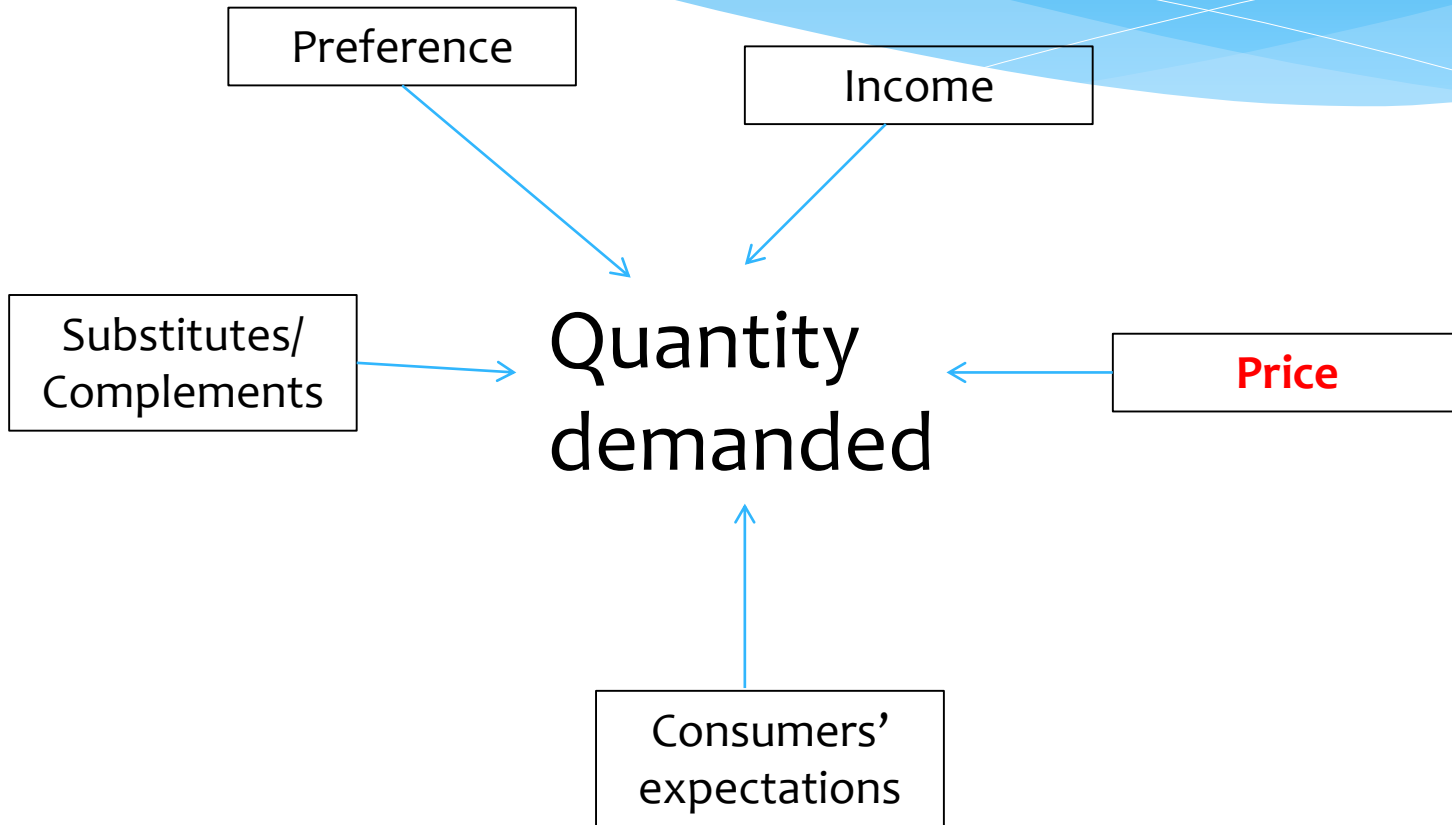 Preference
Income
Substitutes/
Complements
Quantity
demanded
Price
Consumers’
expectations